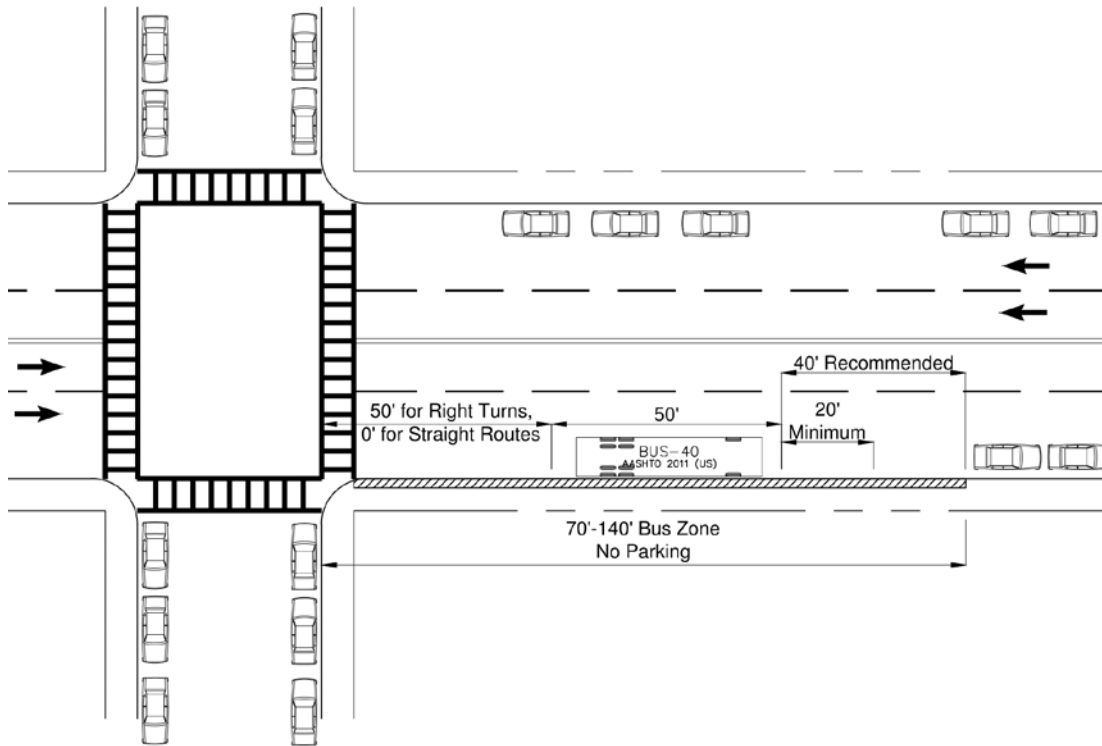 40' Recommended
50' for Right Turns,
0' for Straight Routes
50'
20'
Minimum
BUS-40
AASHTO 2011 (US)
70'-140' Bus Zone
No Parking